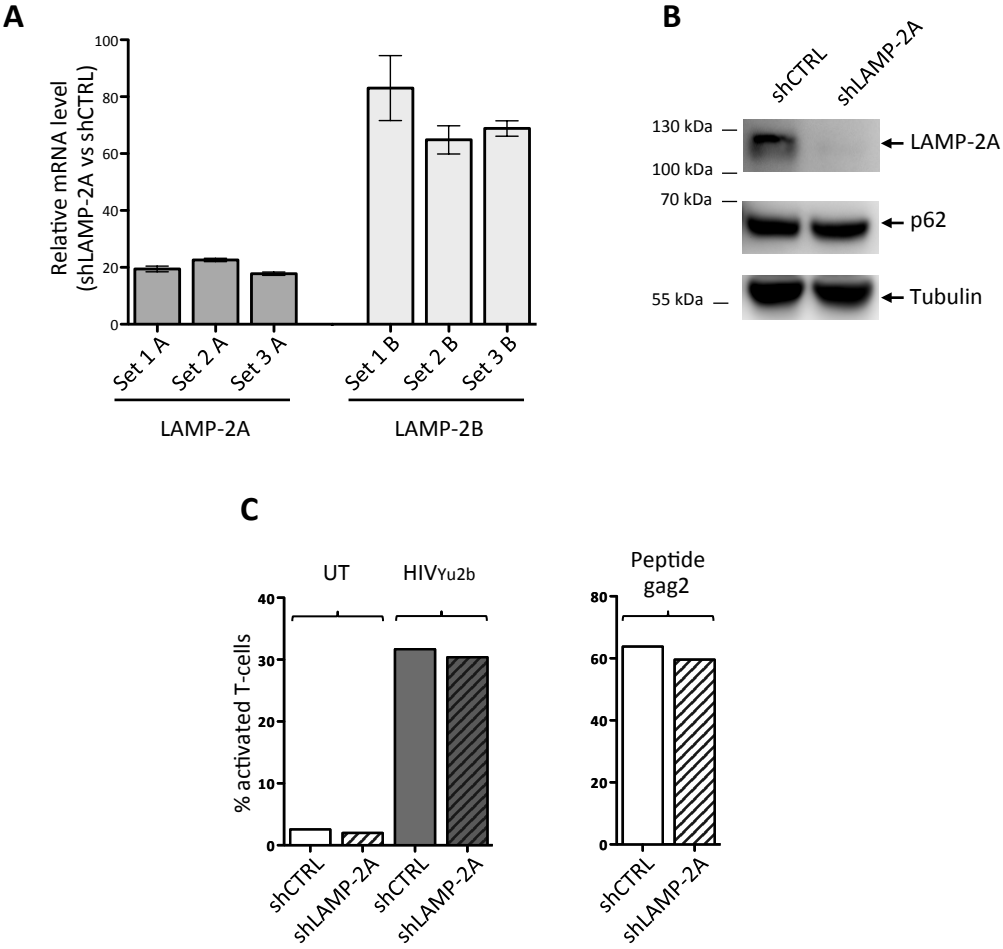 A
Relative mRNA level
(shLAMP-2A vs shCTRL)
100
80
60
40
20
0
Set 1 A
Set 2 A
Set 3 A
Set 1 B
Set 2 B
Set 3 B
LAMP-2A
LAMP-2B
B
shCTRL
shLAMP-2A
130 kDa
100 kDa
70 kDa
55 kDa
LAMP-2A
p62
Tubulin
C
UT
HIVYu2b
% activated T-cells
40
30
20
10
0
shCTRL
shLAMP-2A
shCTRL
shLAMP-2A
Peptide
gag2
80
60
40
20
0
shCTRL
shLAMP-2A